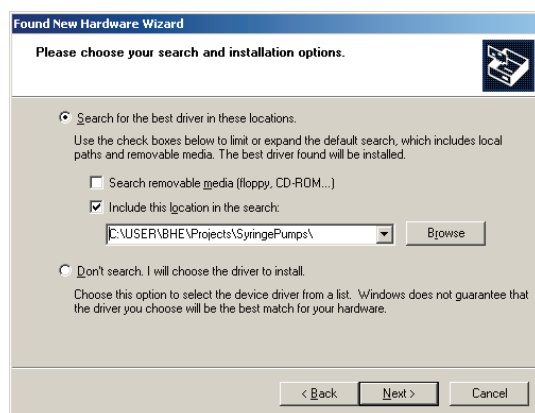 Found New Hardware Wizard
Please choose your search and installation options.
Search for the best driver in these locations.
Use the check boxes below to limit or expand the default search, which includes local
paths and removable media. The best driver found will be installed.
Search removable media (floppy, CD-ROM...)
Include this location in the search:
C:\USER\BHE\Projects\SyringePumps\
Browse
Don't search. I will choose the driver to install.
Choose this option to select the device driver from a list. Windows does not guarantee that
the driver you choose will be the best match for your hardware.
< Back
Next >
Cancel